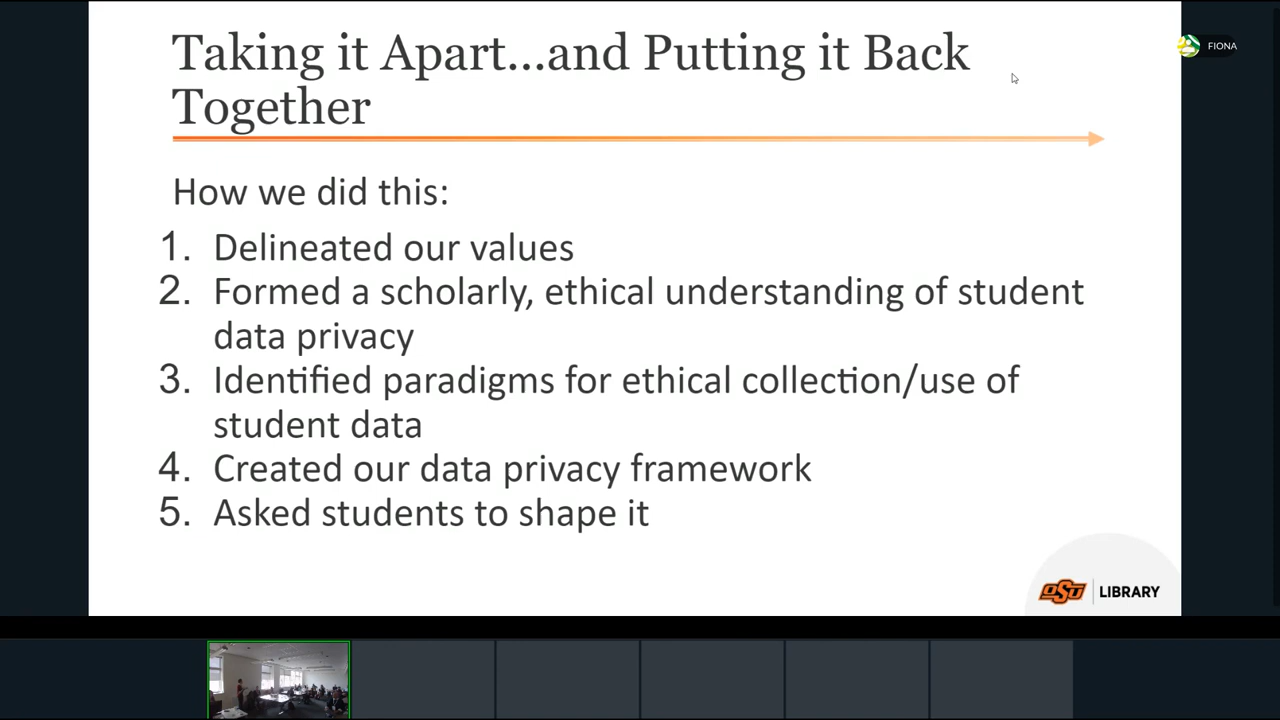 Taking it Apart...and Putting it Back
Together
FIONA
How we did this:
1. Delineated our values
2. Formed a scholarly, ethical understanding of student
data privacy
3. Identified paradigms for ethical collection/use of
student data
4. Created our data privacy framework
5. Asked students to shape it
OSU LIBRARY